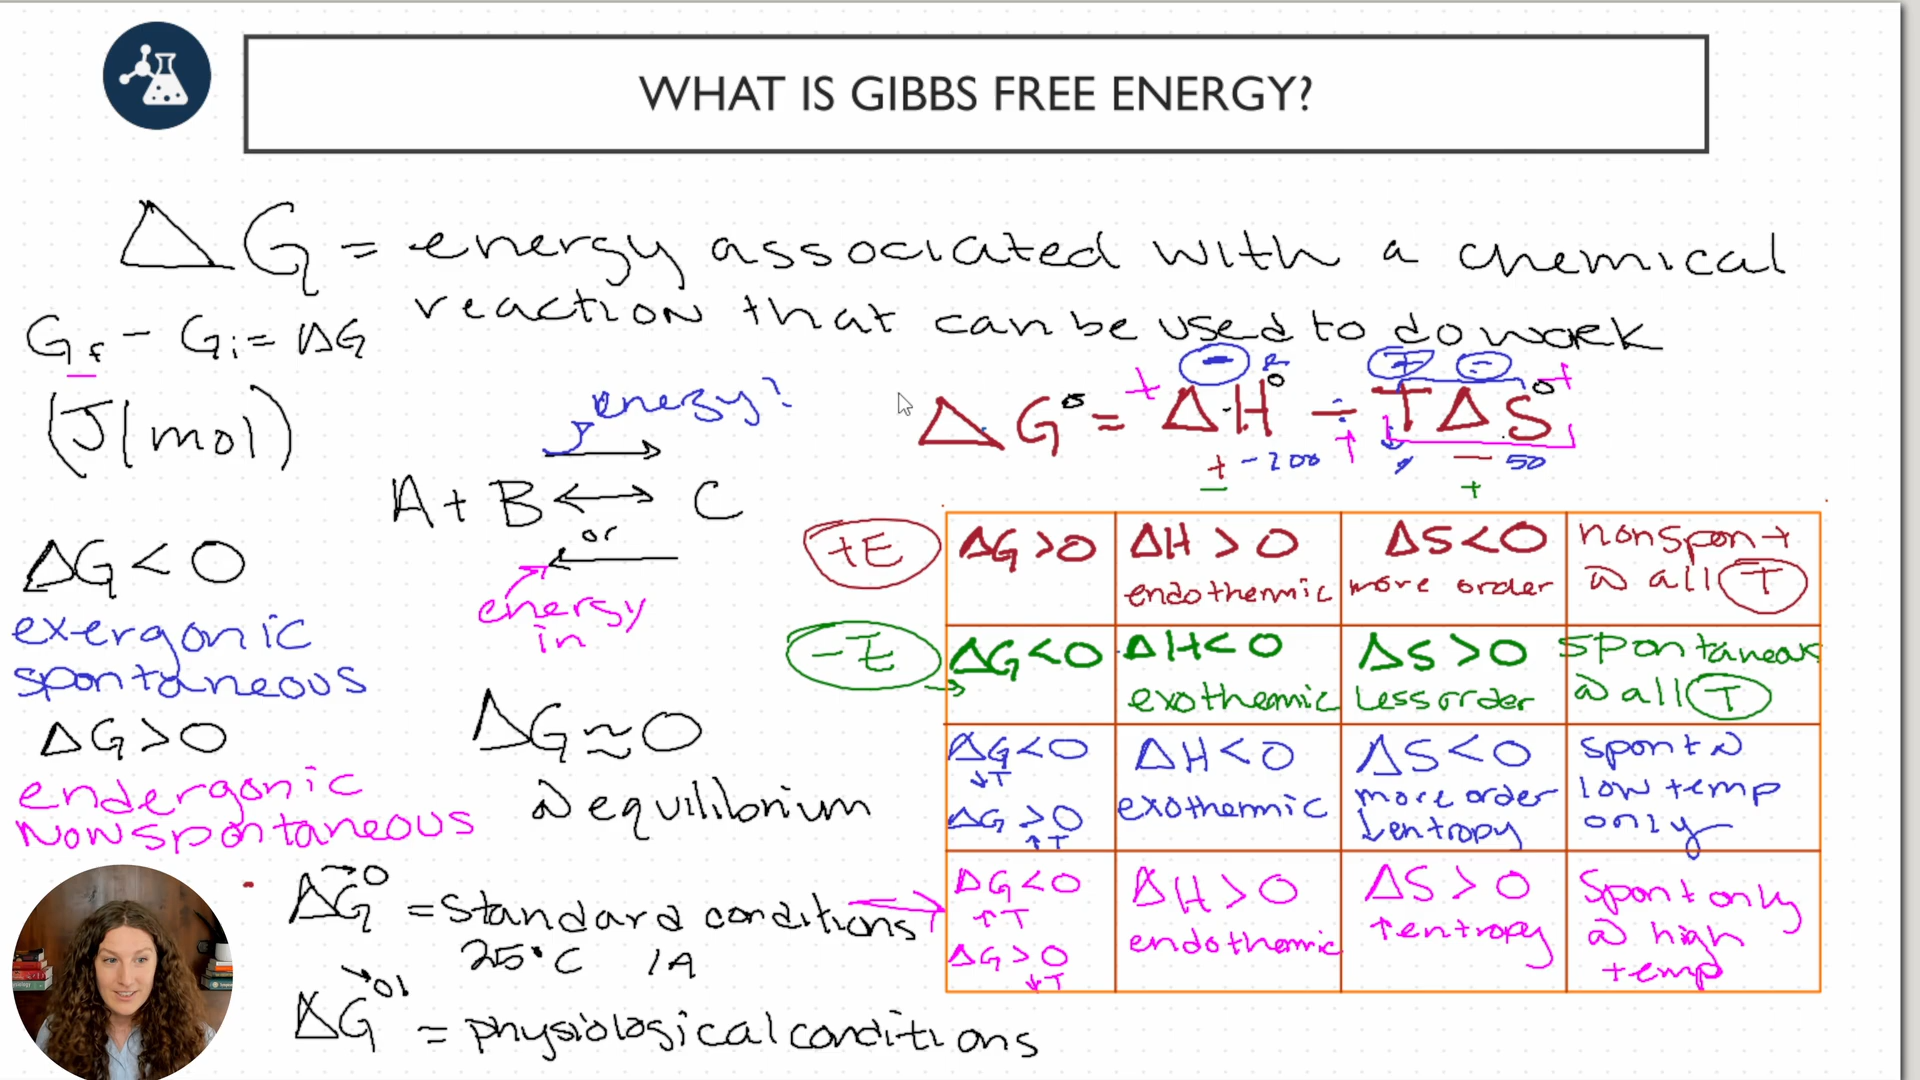 WHAT IS GIBBS FREE ENERGY?
ΔG = energy associated with a chemical
reaction that can be used to do work
Gf - Gi = ΔG
(J/mol)
energy?
A + B ⟷ C
or
energy
in
ΔG < 0
exergonic
spontaneous
ΔG > 0
endergonic
Nonspontaneous
ΔG ≈ 0
@ equilibrium
ΔG° = standard conditions
25°C 1A
ΔG°' = physiological conditions
ΔG° = ΔH° - TΔS°
-200
50
+E
ΔG > 0 ΔH > 0 ΔS < 0 nonspont
endothermic more order @ all T
-E
ΔG < 0 ΔH < 0 ΔS > 0 spontaneous
exothermic Less order @ all T
ΔG < 0 ΔH < 0 ΔS < 0 spont @
↓T exothermic more order low temp
ΔG > 0 ↓entropy only
↑T
ΔG < 0 ΔH > 0 ΔS > 0 Spont only
↑T endothermic ↑entropy @ high
ΔG > 0 temp
↓T